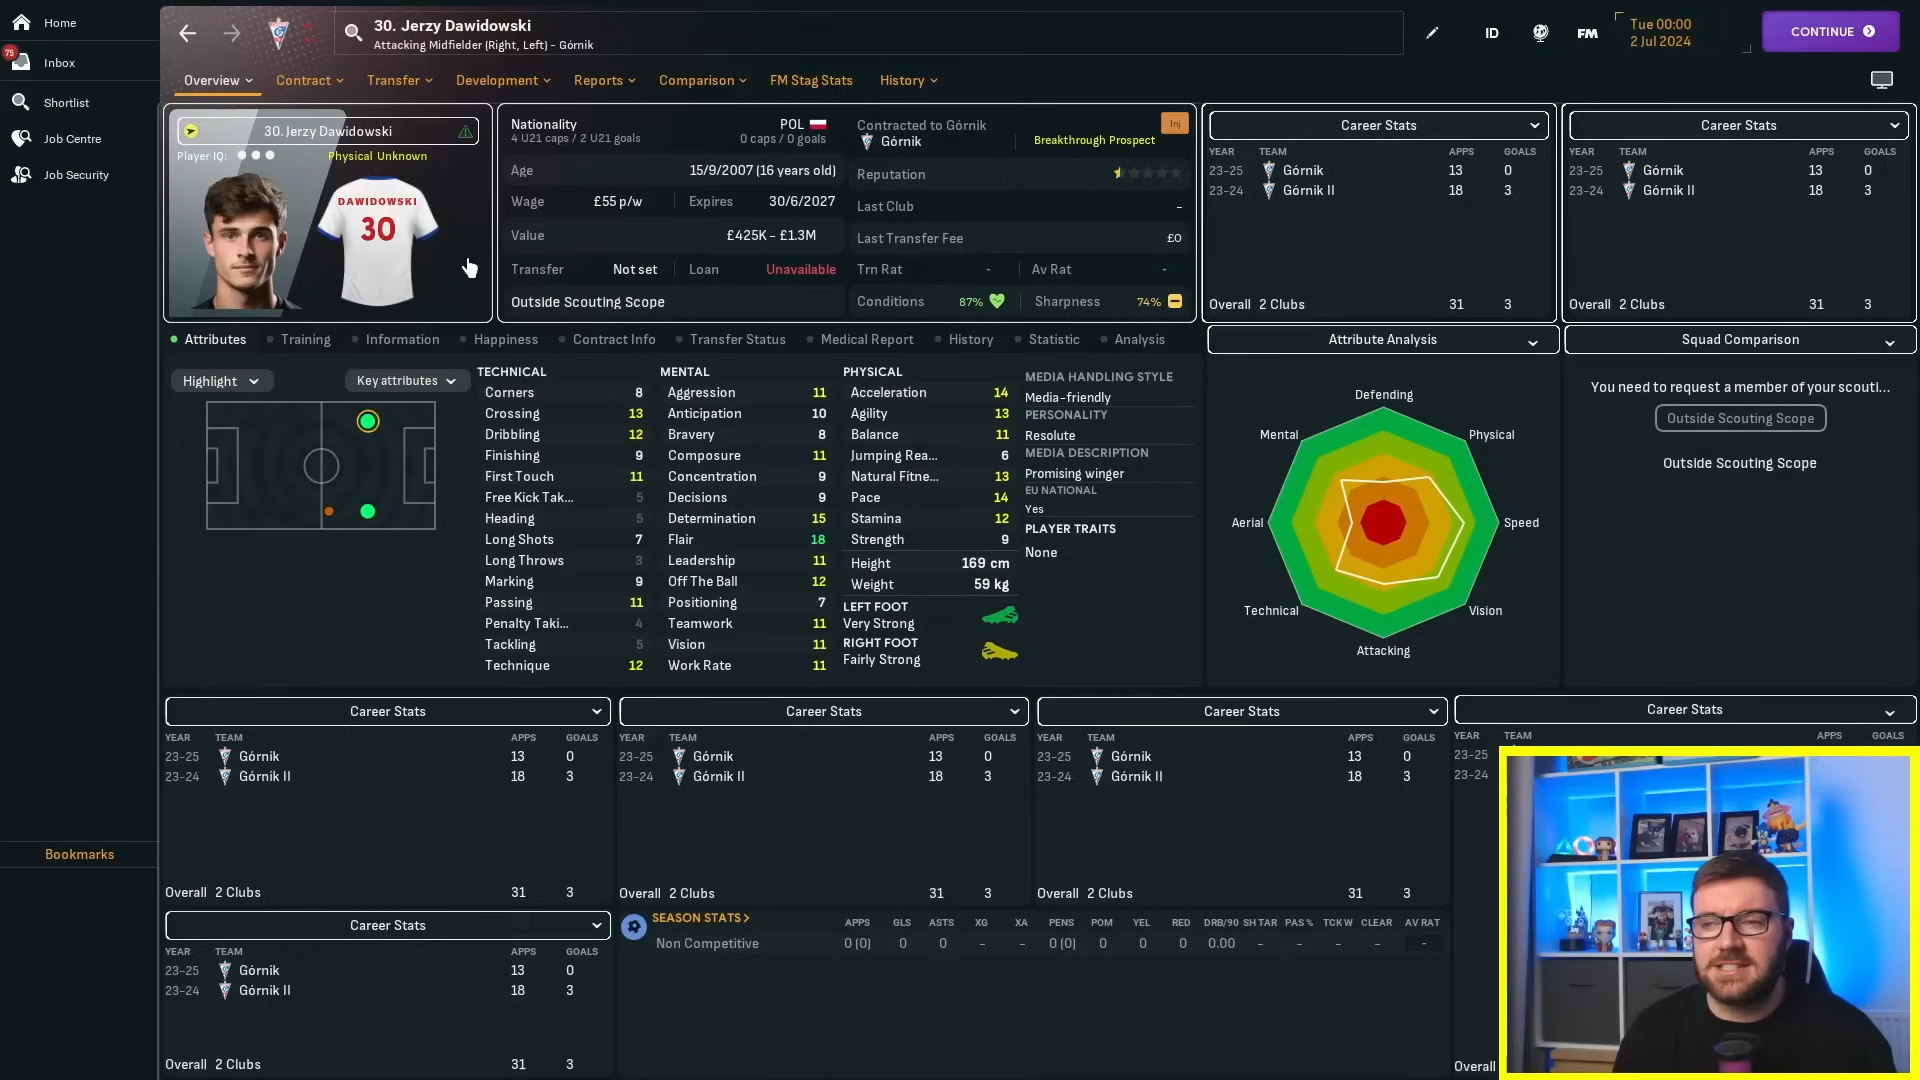 Home
75
Inbox
Shortlist
Job Centre
Job Security
Bookmarks
30. Jerzy Dawidowski
Attacking Midfielder (Right, Left) - Górnik
ID
FM
Tue 00:00
2 Jul 2024
CONTINUE
Overview
Contract
Transfer
Development
Reports
Comparison
FM Stag Stats
History
30. Jerzy Dawidowski
Player IQ:
Physical Unknown
DAWIDOWSKI
30
Nationality POL
4 U21 caps / 2 U21 goals 0 caps / 0 goals
Age 15/9/2007 (16 years old)
Wage £55 p/w Expires 30/6/2027
Value £425K - £1.3M
Transfer Not set Loan Unavailable
Outside Scouting Scope
Contracted to Górnik
Górnik
Breakthrough Prospect
Inj
Reputation
Last Club -
Last Transfer Fee £0
Trn Rat - Av Rat -
Conditions 87% Sharpness 74%
Career Stats
YEAR TEAM APPS GOALS
23-25 Górnik 13 0
23-24 Górnik II 18 3
Overall 2 Clubs 31 3
Career Stats
YEAR TEAM APPS GOALS
23-25 Górnik 13 0
23-24 Górnik II 18 3
Overall 2 Clubs 31 3
Attributes
Training
Information
Happiness
Contract Info
Transfer Status
Medical Report
History
Statistic
Analysis
Highlight
Key attributes
TECHNICAL
Corners 8
Crossing 13
Dribbling 12
Finishing 9
First Touch 11
Free Kick Tak... 5
Heading 5
Long Shots 7
Long Throws 3
Marking 9
Passing 11
Penalty Taki... 4
Tackling 5
Technique 12
MENTAL
Aggression 11
Anticipation 10
Bravery 8
Composure 11
Concentration 9
Decisions 9
Determination 15
Flair 18
Leadership 11
Off The Ball 12
Positioning 7
Teamwork 11
Vision 11
Work Rate 11
PHYSICAL
Acceleration 14
Agility 13
Balance 11
Jumping Rea... 6
Natural Fitne... 13
Pace 14
Stamina 12
Strength 9
Height 169 cm
Weight 59 kg
LEFT FOOT
Very Strong
RIGHT FOOT
Fairly Strong
MEDIA HANDLING STYLE
Media-friendly
PERSONALITY
Resolute
MEDIA DESCRIPTION
Promising winger
EU NATIONAL
Yes
PLAYER TRAITS
None
Attribute Analysis
Defending
Physical
Speed
Vision
Attacking
Technical
Aerial
Mental
Squad Comparison
You need to request a member of your scouti...
Outside Scouting Scope
Outside Scouting Scope
Career Stats
YEAR TEAM APPS GOALS
23-25 Górnik 13 0
23-24 Górnik II 18 3
Overall 2 Clubs 31 3
Career Stats
YEAR TEAM APPS GOALS
23-25 Górnik 13 0
23-24 Górnik II 18 3
Overall 2 Clubs 31 3
Career Stats
YEAR TEAM APPS GOALS
23-25 Górnik 13 0
23-24 Górnik II 18 3
Overall 2 Clubs 31 3
Career Stats
YEAR TEAM APPS GOALS
23-25
23-24
Overall
Career Stats
YEAR TEAM APPS GOALS
23-25 Górnik 13 0
23-24 Górnik II 18 3
Overall 2 Clubs 31 3
SEASON STATS > APPS GLS ASTS XG XA PENS POM YEL RED DRB/90 SH TAR PAS % TCK W CLEAR AV RAT
Non Competitive 0 (0) 0 0 - - 0 (0) 0 0 0 0.00 - - - - -